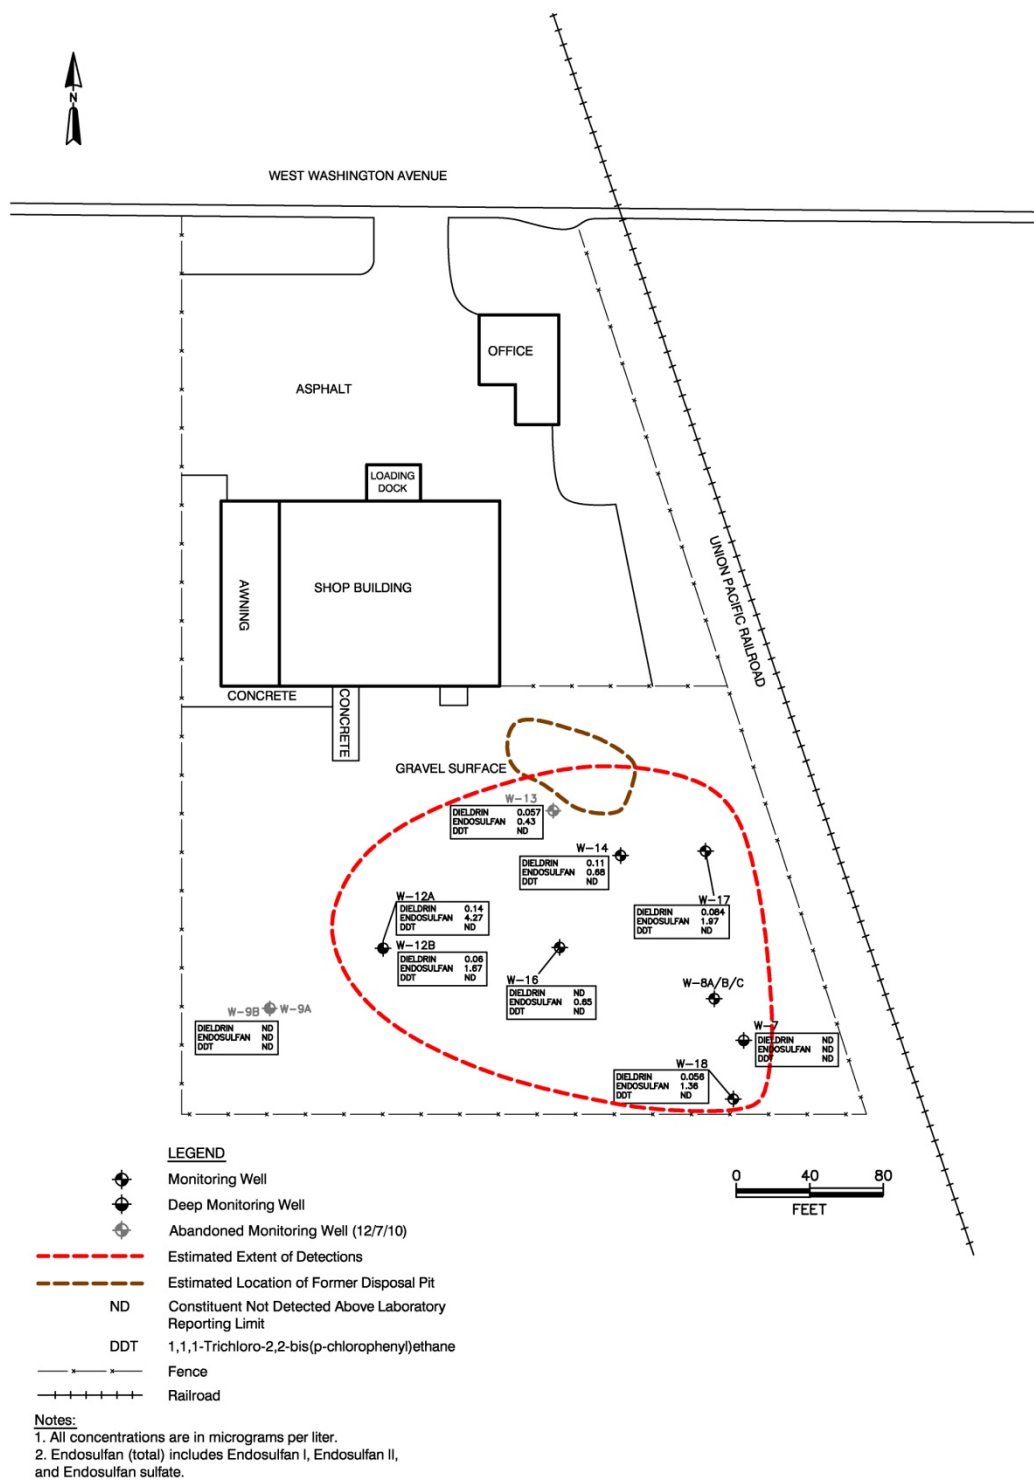 N
WEST WASHINGTON AVENUE
OFFICE
ASPHALT
LOADING
DOCK
AWNING
SHOP BUILDING
UNION PACIFIC RAILROAD
CONCRETE
CONCRETE
GRAVEL SURFACE
W-13
DIELDRIN 0.057
ENDOSULFAN 0.43
DDT ND
W-14
DIELDRIN 0.11
ENDOSULFAN 0.68
DDT ND
W-17
DIELDRIN 0.084
ENDOSULFAN 1.97
DDT ND
W-12A
DIELDRIN 0.14
ENDOSULFAN 4.27
DDT ND
W-12B
DIELDRIN 0.06
ENDOSULFAN 1.67
DDT ND
W-16
DIELDRIN ND
ENDOSULFAN 0.65
DDT ND
W-8A/B/C
W-9B W-9A
DIELDRIN ND
ENDOSULFAN ND
DDT ND
W-7
DIELDRIN ND
ENDOSULFAN ND
DDT ND
W-18
DIELDRIN 0.056
ENDOSULFAN 1.36
DDT ND
0 40 80
FEET
LEGEND
Monitoring Well
Deep Monitoring Well
Abandoned Monitoring Well (12/7/10)
Estimated Extent of Detections
Estimated Location of Former Disposal Pit
ND Constituent Not Detected Above Laboratory
Reporting Limit
DDT 1,1,1-Trichloro-2,2-bis(p-chlorophenyl)ethane
Fence
Railroad
Notes:
1. All concentrations are in micrograms per liter.
2. Endosulfan (total) includes Endosulfan I, Endosulfan II,
and Endosulfan sulfate.